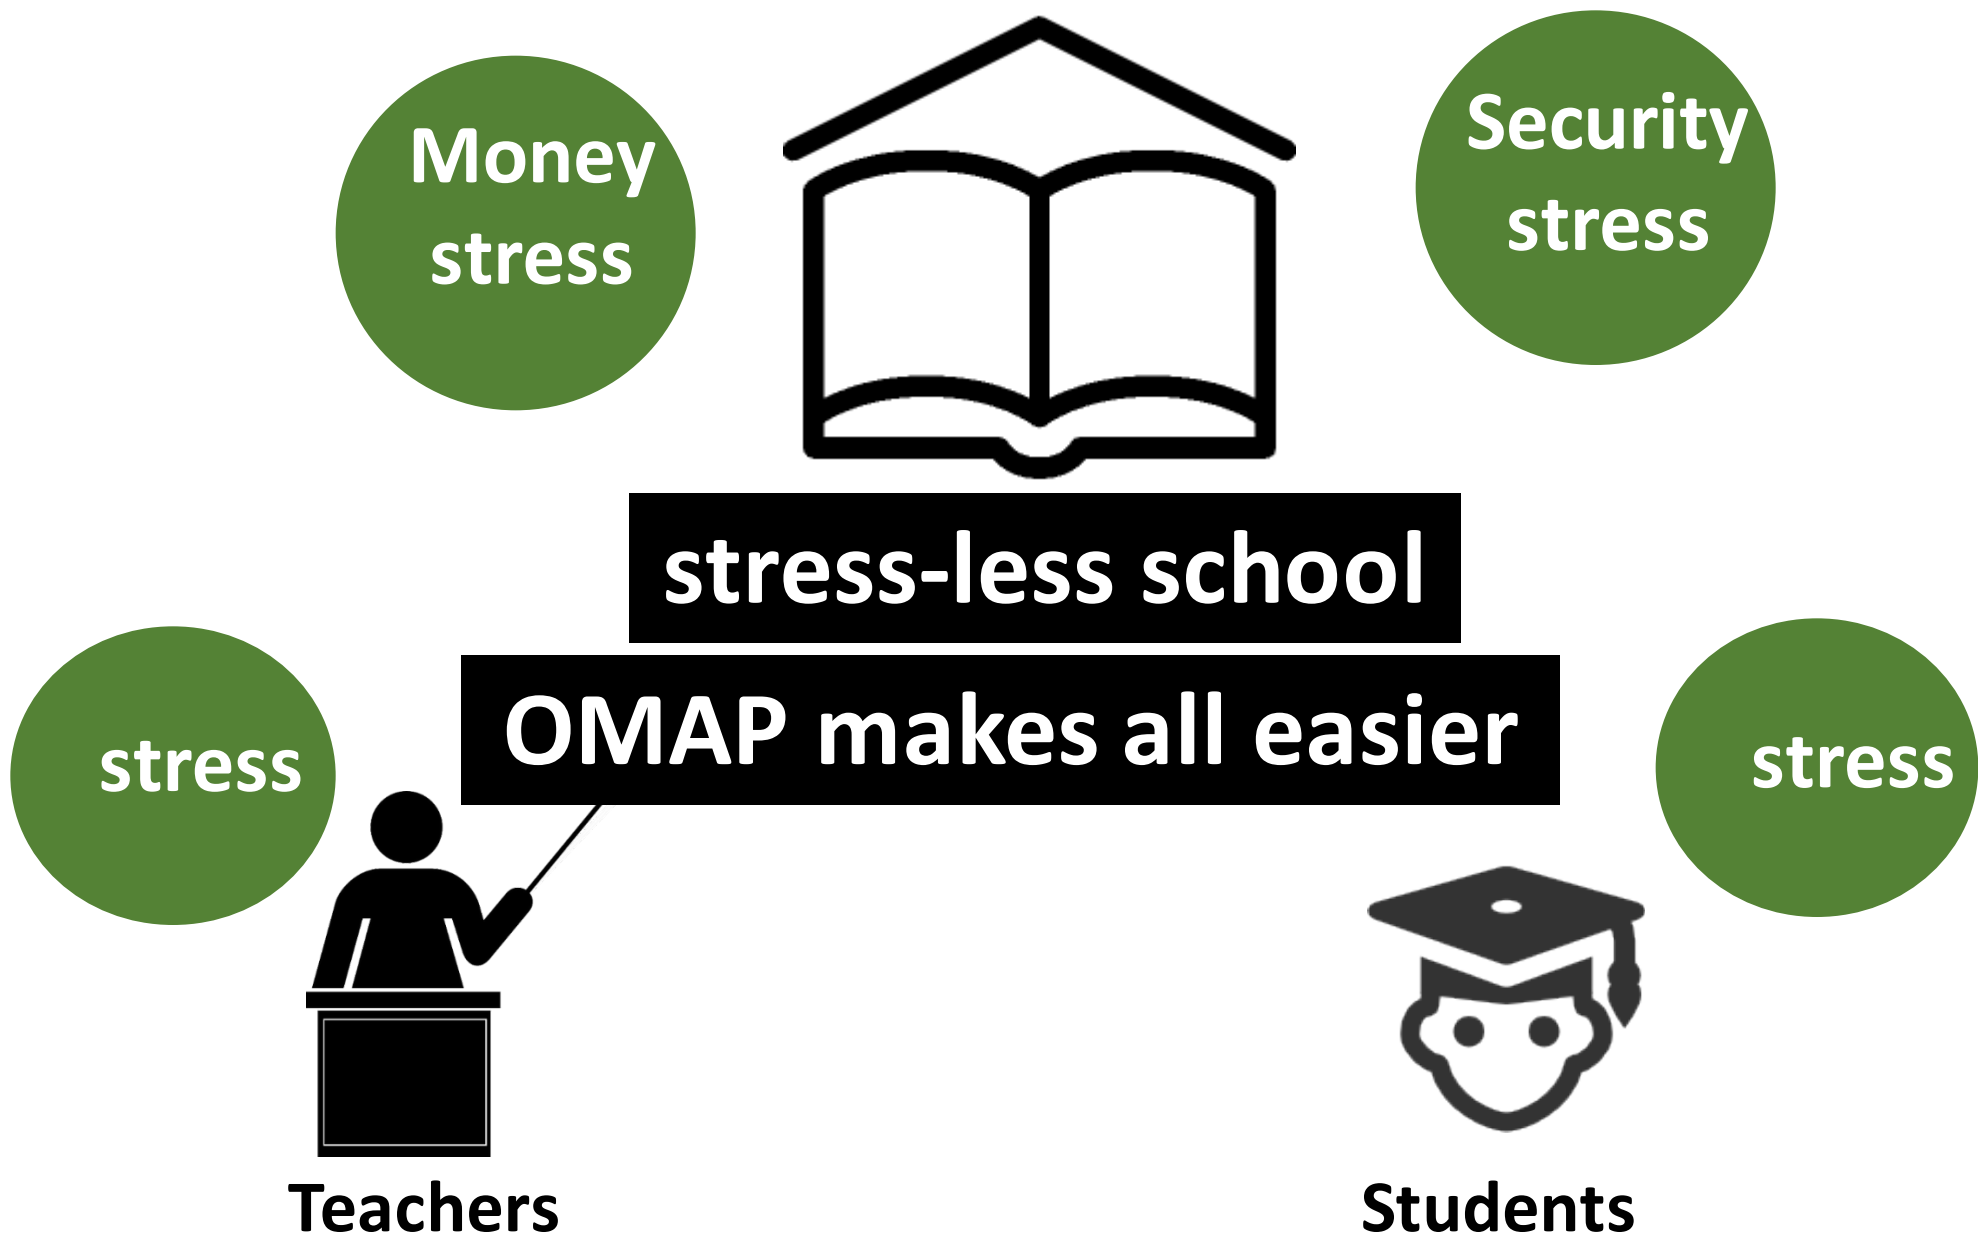 Money
stress
Security
stress
stress-less school
OMAP makes all easier
stress
stress
Teachers
Students